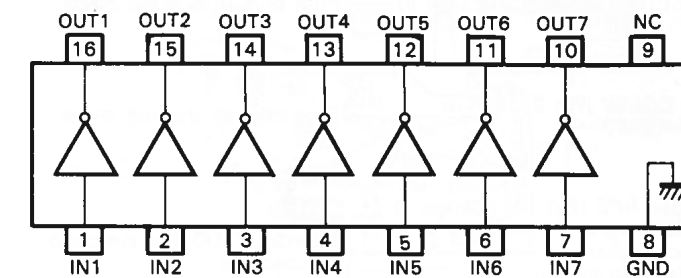 OUT1 OUT2 OUT3 OUT4 OUT5 OUT6 OUT7 NC
16 15 14 13 12 11 10 9
1 2 3 4 5 6 7 8
IN1 IN2 IN3 IN4 IN5 IN6 IN7 GND